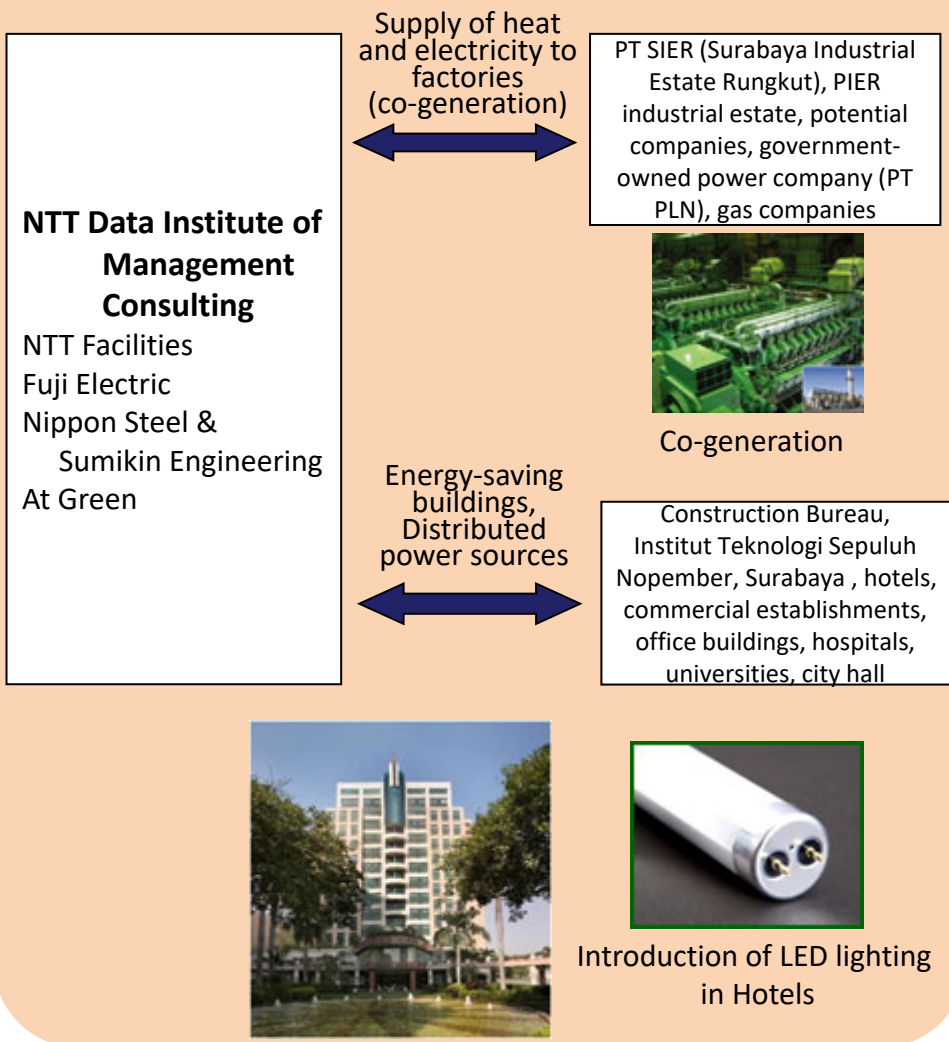 Supply of heat
and electricity to
factories
(co-generation)
PT SIER (Surabaya Industrial
Estate Rungkut), PIER
industrial estate, potential
companies, government-
owned power company (PT
PLN), gas companies
NTT Data Institute of
Management
Consulting
NTT Facilities
Fuji Electric
Nippon Steel &
Sumikin Engineering
At Green
Co-generation
Energy-saving
buildings,
Distributed
power sources
Construction Bureau,
Institut Teknologi Sepuluh
Nopember, Surabaya , hotels,
commercial establishments,
office buildings, hospitals,
universities, city hall
Introduction of LED lighting
in Hotels